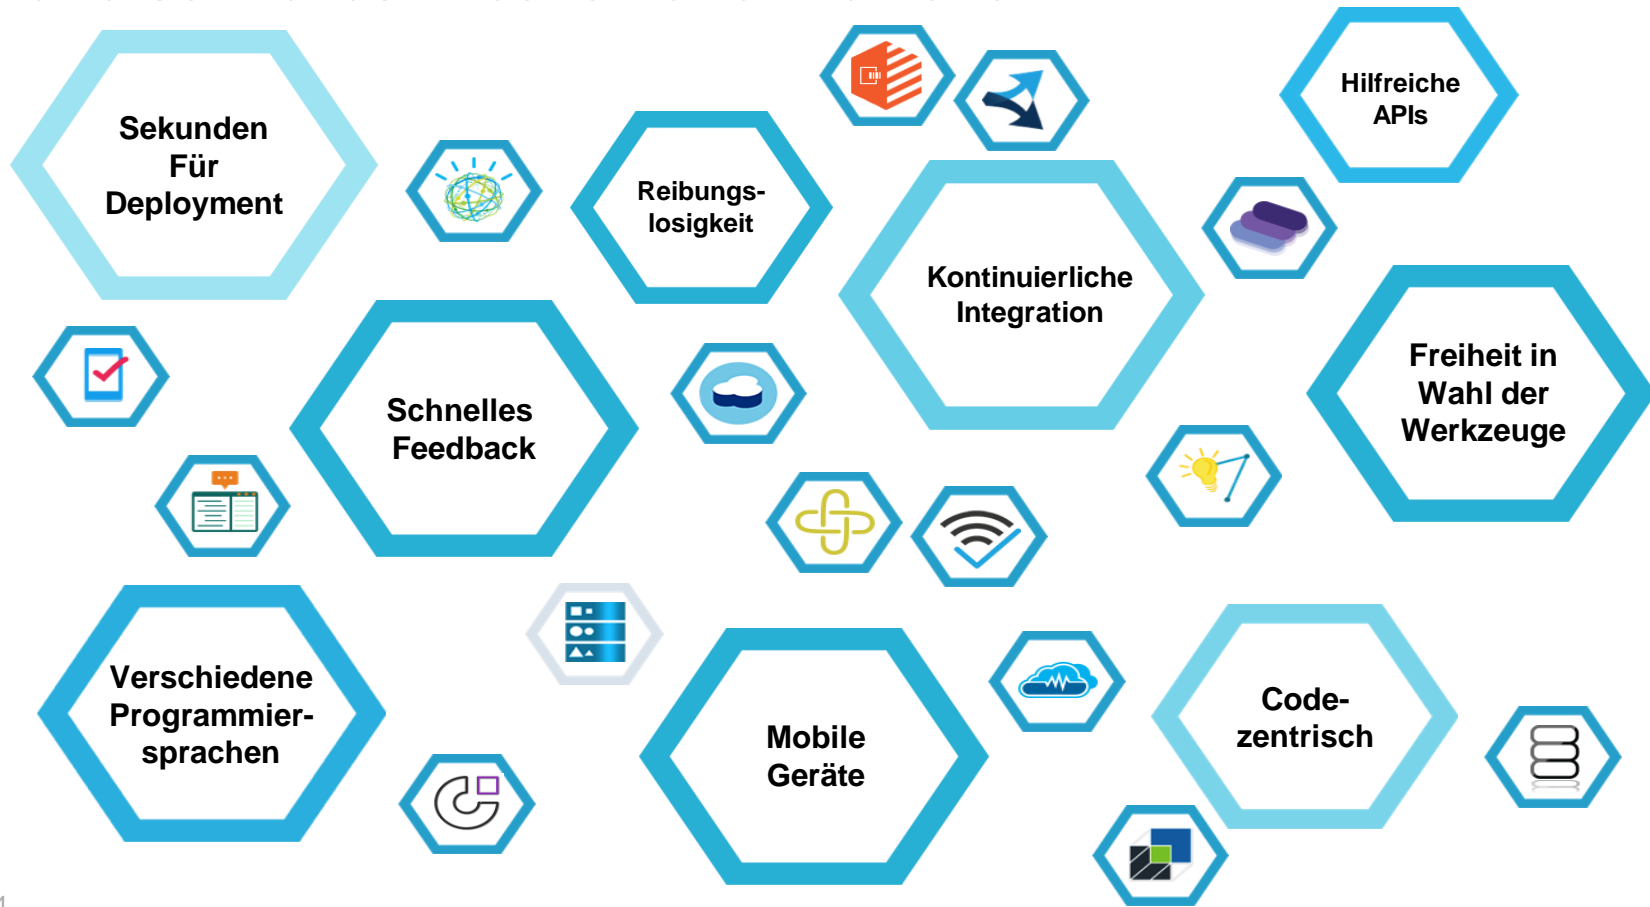 Sekunden
Für
Deployment
Reibungs-
losigkeit
Hilfreiche
APIs
Kontinuierliche
Integration
Freiheit in
Wahl der
Werkzeuge
Schnelles
Feedback
Verschiedene
Programmier-
sprachen
Mobile
Geräte
Code-
zentrisch